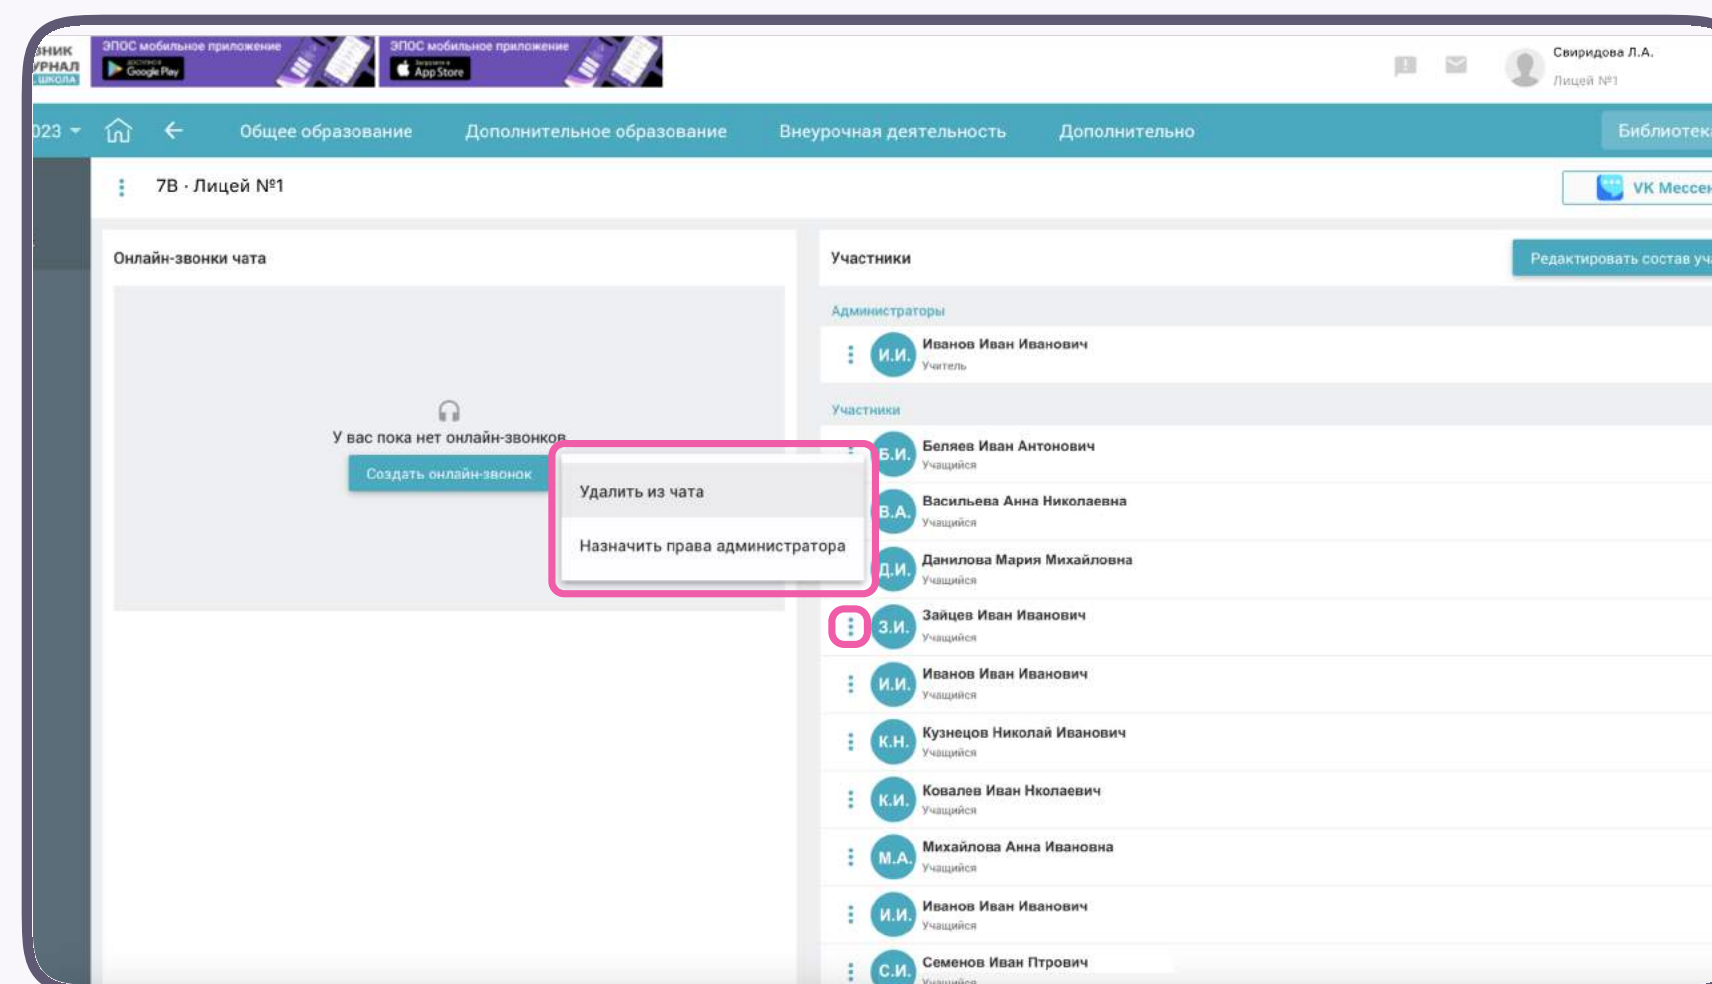 ЭПОС мобильное приложение
Google Play
ЭПОС мобильное приложение
App Store
ШКОЛА
Свиридова Л.А.
Лицей №1
Общее образование
Дополнительное образование
Внеурочная деятельность
Дополнительно
7В · Лицей №1
Онлайн-звонки чата
У вас пока нет онлайн-звонков
Создать онлайн-звонок
Удалить из чата
Назначить права администратора
Участники
Редактировать состав
Администраторы
И.И.
Иванов Иван Иванович
Учитель
Участники
Б.И.
Беляев Иван Антонович
Учащийся
В.А.
Васильева Анна Николаевна
Учащийся
Д.И.
Данилова Мария Михайловна
Учащийся
З.И.
Зайцев Иван Иванович
Учащийся
И.И.
Иванов Иван Иванович
Учащийся
К.Н.
Кузнецов Николай Иванович
Учащийся
К.И.
Ковалев Иван Нколаевич
Учащийся
М.А.
Михайлова Анна Ивановна
Учащийся
И.И.
Иванов Иван Иванович
Учащийся
С.И.
Семенов Иван Птрович
Учащийся